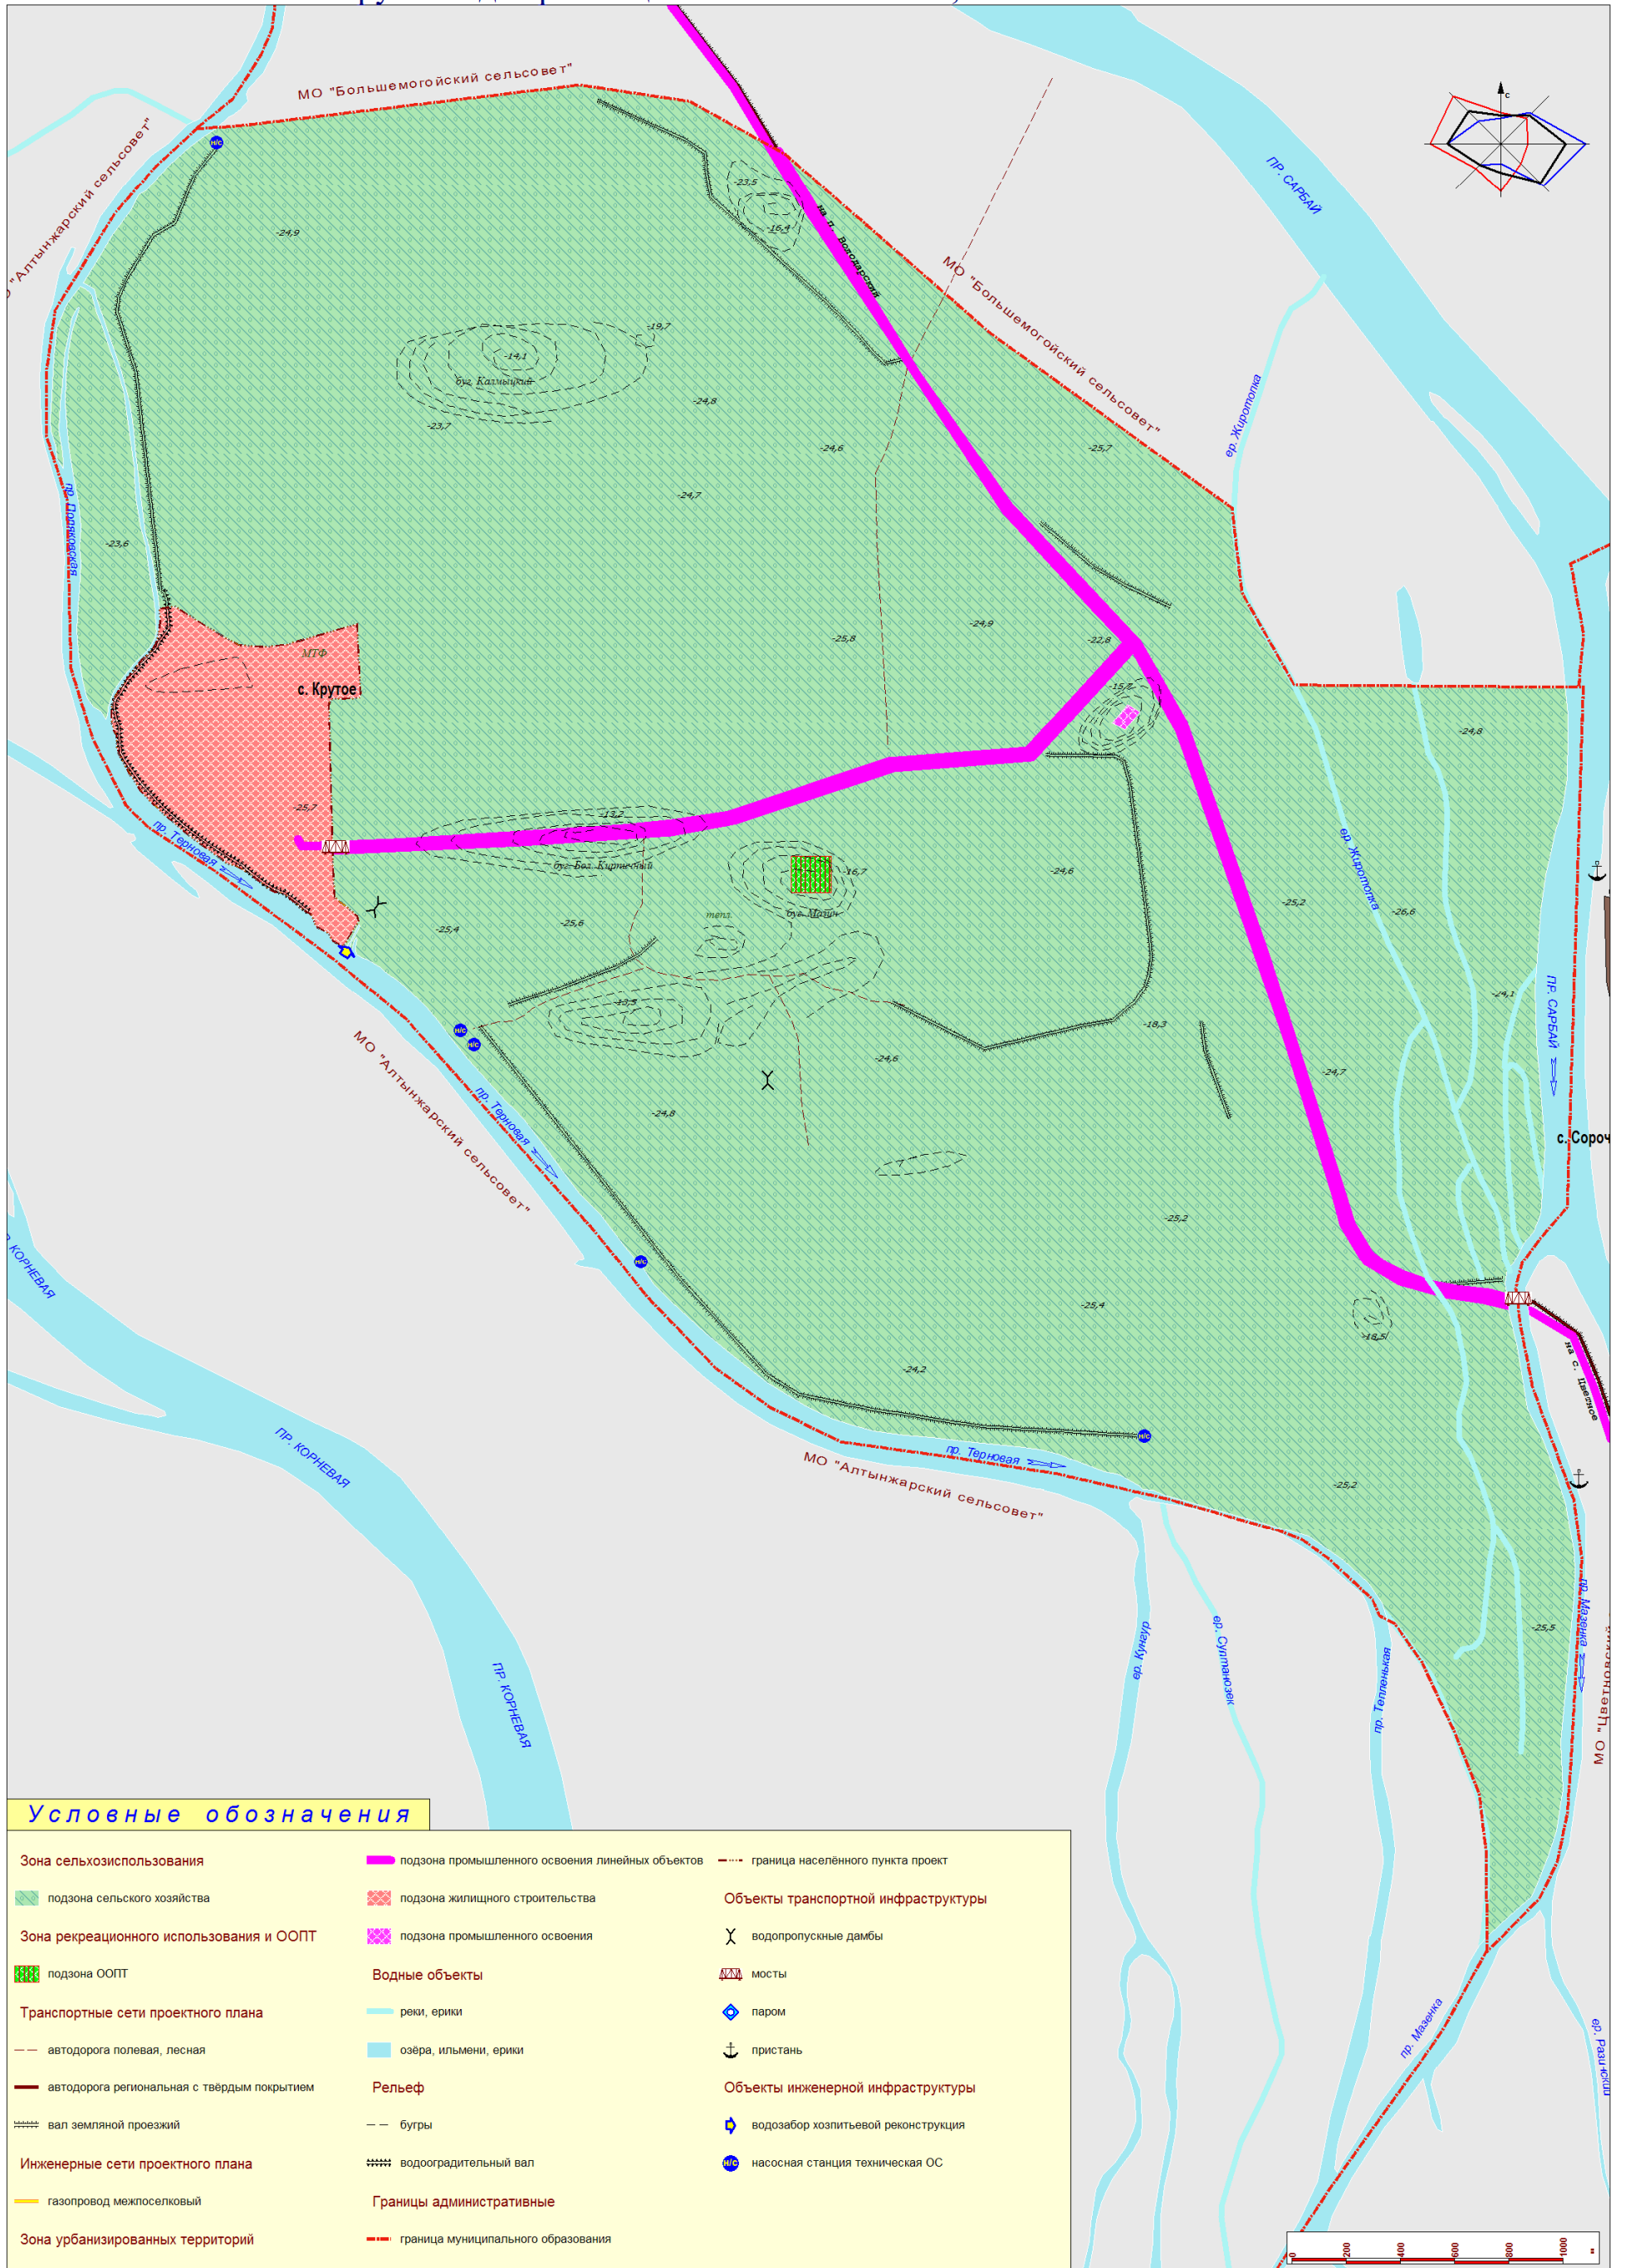 МО "Большемогойский сельсовет"
"Алтынжарский сельсовет"
н/с
-24,9
-23,5
-16,4
на п. Володарский
с
ПР. САРБАЙ
МО "Большемогойский сельсовет"
-19,7
-14,1
буг. Калмыцкий
-24,8
-23,7
-24,6
-25,7
ер. Жиротопка
-24,7
пр. Поляковская
-23,6
-25,8
-24,9
-22,8
МТФ
с. Крутое
-24,8
-25,7
пр. Терновая
-13,2
буг. Бол. Кирпичный
-16,7
тепл.
-24,6
ер. Жиротопка
-25,2
-26,6
-25,4
-25,6
-24,1
ПР. САРБАЙ
-18,3
н/с
н/с
-24,6
-24,7
МО "Алтынжарский сельсовет"
пр. Терновая
-24,8
с. Сороч
-25,2
КОРНЕВАЯ
н/с
-25,4
-18,5
на с. Цветное
-24,2
н/с
пр. Терновая
МО "Алтынжарский сельсовет"
ПР. КОРНЕВАЯ
-25,2
пр. Мазенка
-25,5
ер. Кунгур
ер. Султанозек
пр. Тепленькая
МО "Цветновский
ПР. КОРНЕВАЯ
пр. Мазенка
ер. Разинский
Условные обозначения
Зона сельхозиспользования
подзона сельского хозяйства
Зона рекреационного использования и ООПТ
подзона ООПТ
Транспортные сети проектного плана
автодорога полевая, лесная
автодорога региональная с твёрдым покрытием
вал земляной проезжий
Инженерные сети проектного плана
газопровод межпоселковый
Зона урбанизированных территорий
подзона промышленного освоения линейных объектов
подзона жилищного строительства
подзона промышленного освоения
Водные объекты
реки, ерики
озёра, ильмени, ерики
Рельеф
бугры
водооградительный вал
Границы административные
граница муниципального образования
граница населённого пункта проект
Объекты транспортной инфраструктуры
водопропускные дамбы
мосты
паром
пристань
Объекты инженерной инфраструктуры
водозабор хозпитьевой реконструкция
н/с насосная станция техническая ОС
0 200 400 600 800 1000